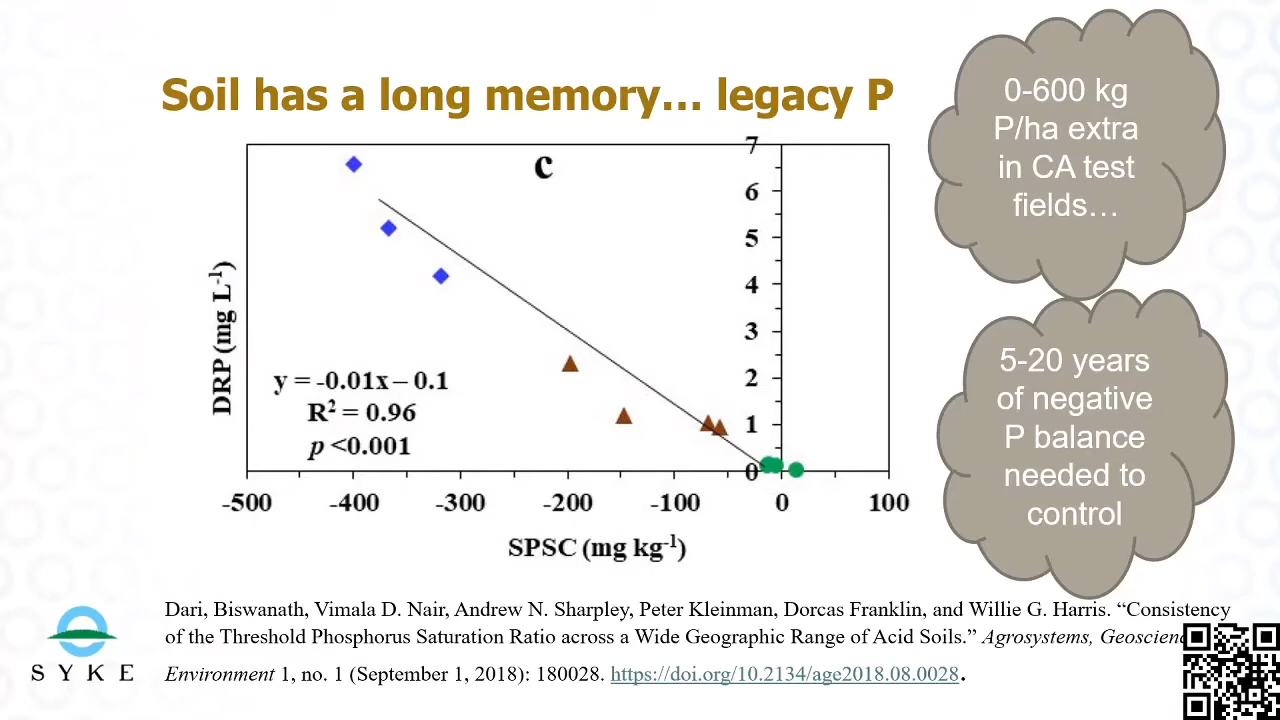 Soil has a long memory… legacy P
0-600 kg
P/ha extra
in CA test
fields…
c
7
6
5
4
3
2
1
0
DRP (mg L⁻¹)
y = -0.01x – 0.1
R² = 0.96
p <0.001
-500 -400 -300 -200 -100 0 100
SPSC (mg kg⁻¹)
5-20 years
of negative
P balance
needed to
control
Dari, Biswanath, Vimala D. Nair, Andrew N. Sharpley, Peter Kleinman, Dorcas Franklin, and Willie G. Harris. “Consistency
of the Threshold Phosphorus Saturation Ratio across a Wide Geographic Range of Acid Soils.” Agrosystems,
Environment 1, no. 1 (September 1, 2018): 180028. https://doi.org/10.2134/age2018.08.0028.
SYKE